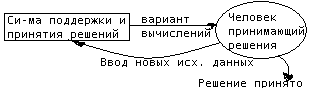 Си-ма поддержки и
принятия решений
вариант
вычислений
Человек
принимающий
решения
Ввод новых исх. данных
Решение принято